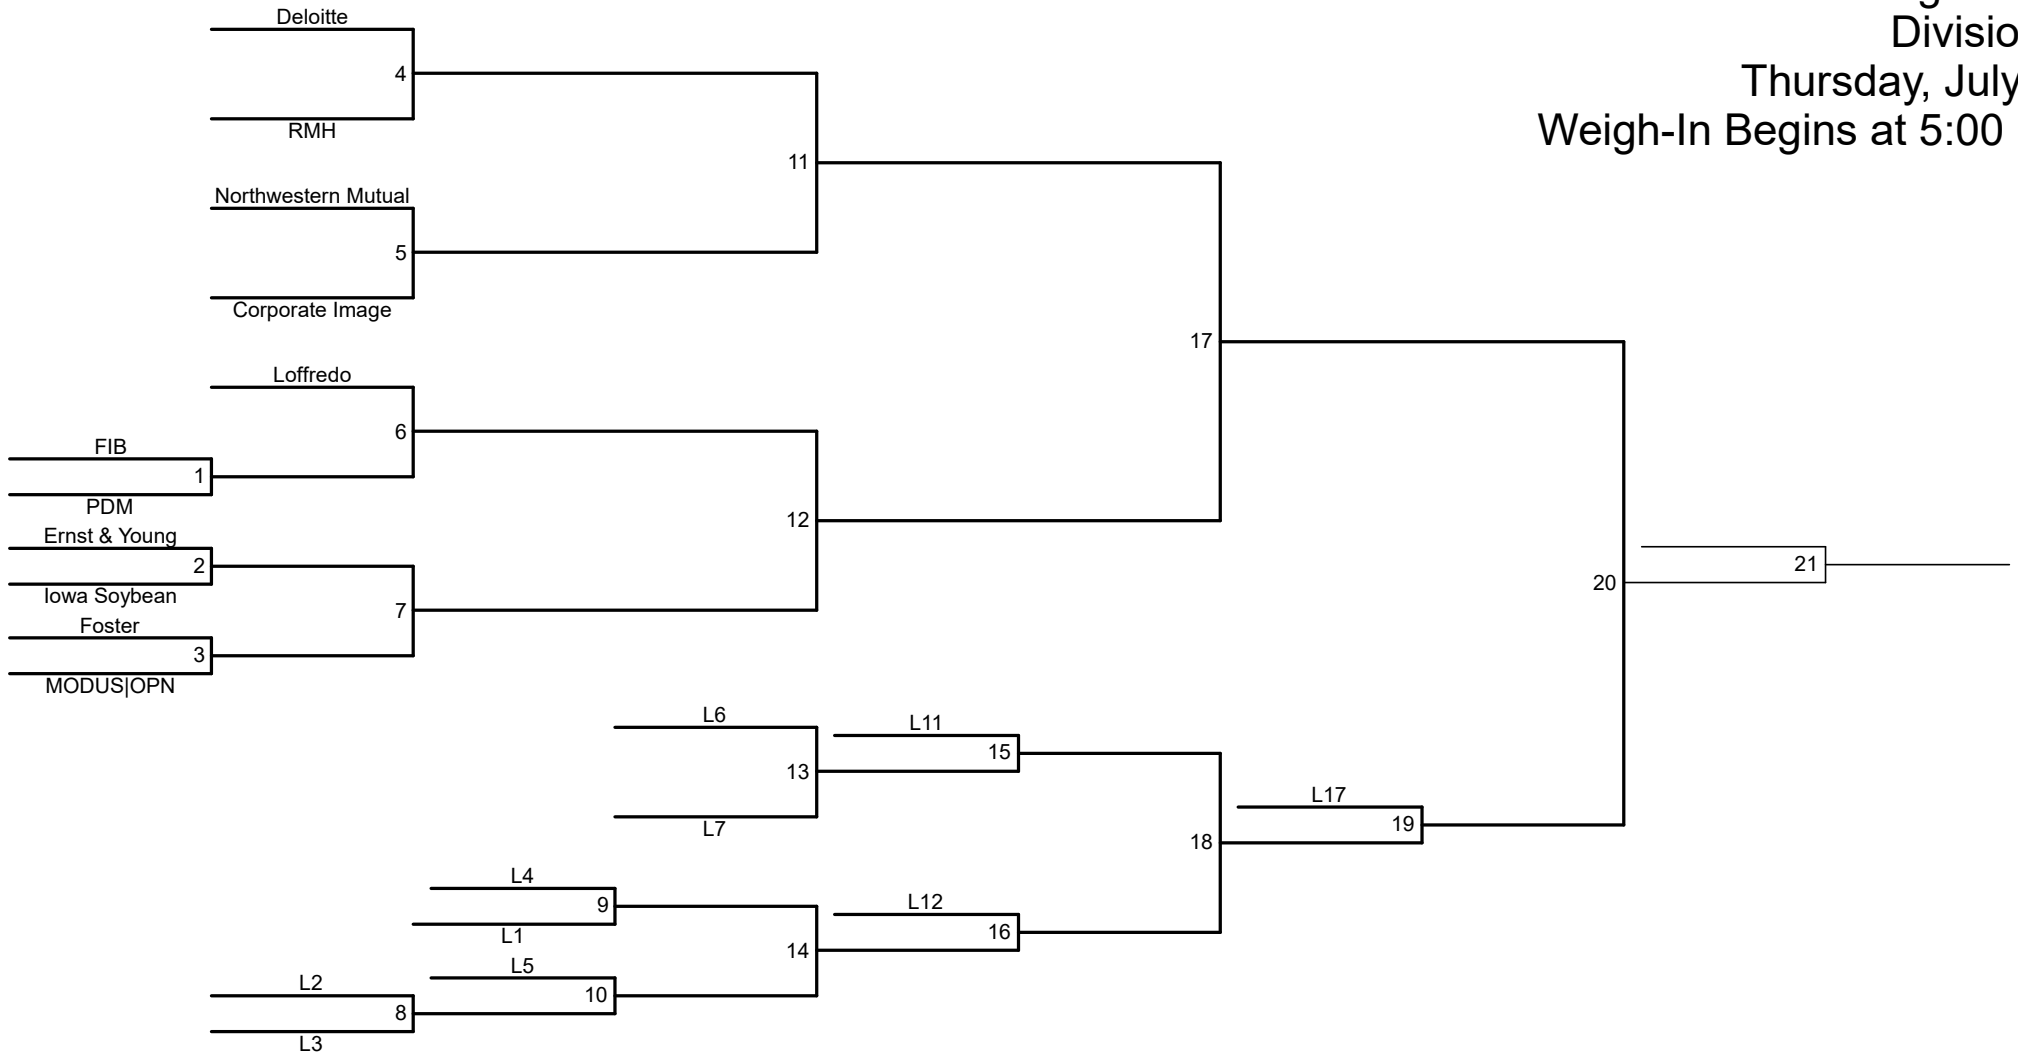 Divisio
Thursday, July
Weigh-In Begins at 5:00
Deloitte
4
RMH
11
Northwestern Mutual
5
Corporate Image
17
Loffredo
6
FIB
1
PDM
12
Ernst & Young
2
Iowa Soybean
7
Foster
3
MODUS|OPN
20
21
L6
13
L7
L11
15
L17
19
18
L4
9
L1
14
L12
16
L5
10
L2
8
L3